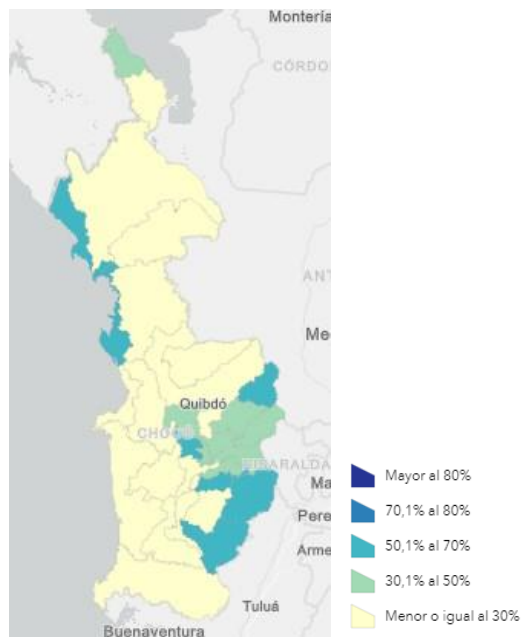 Montería
CÓRDO
ANT
Me
Quibdó
CHOCÓ
RISARALDA
Ma
Pere
Arme
Tuluá
Buenaventura
Mayor al 80%
70,1% al 80%
50,1% al 70%
30,1% al 50%
Menor o igual al 30%